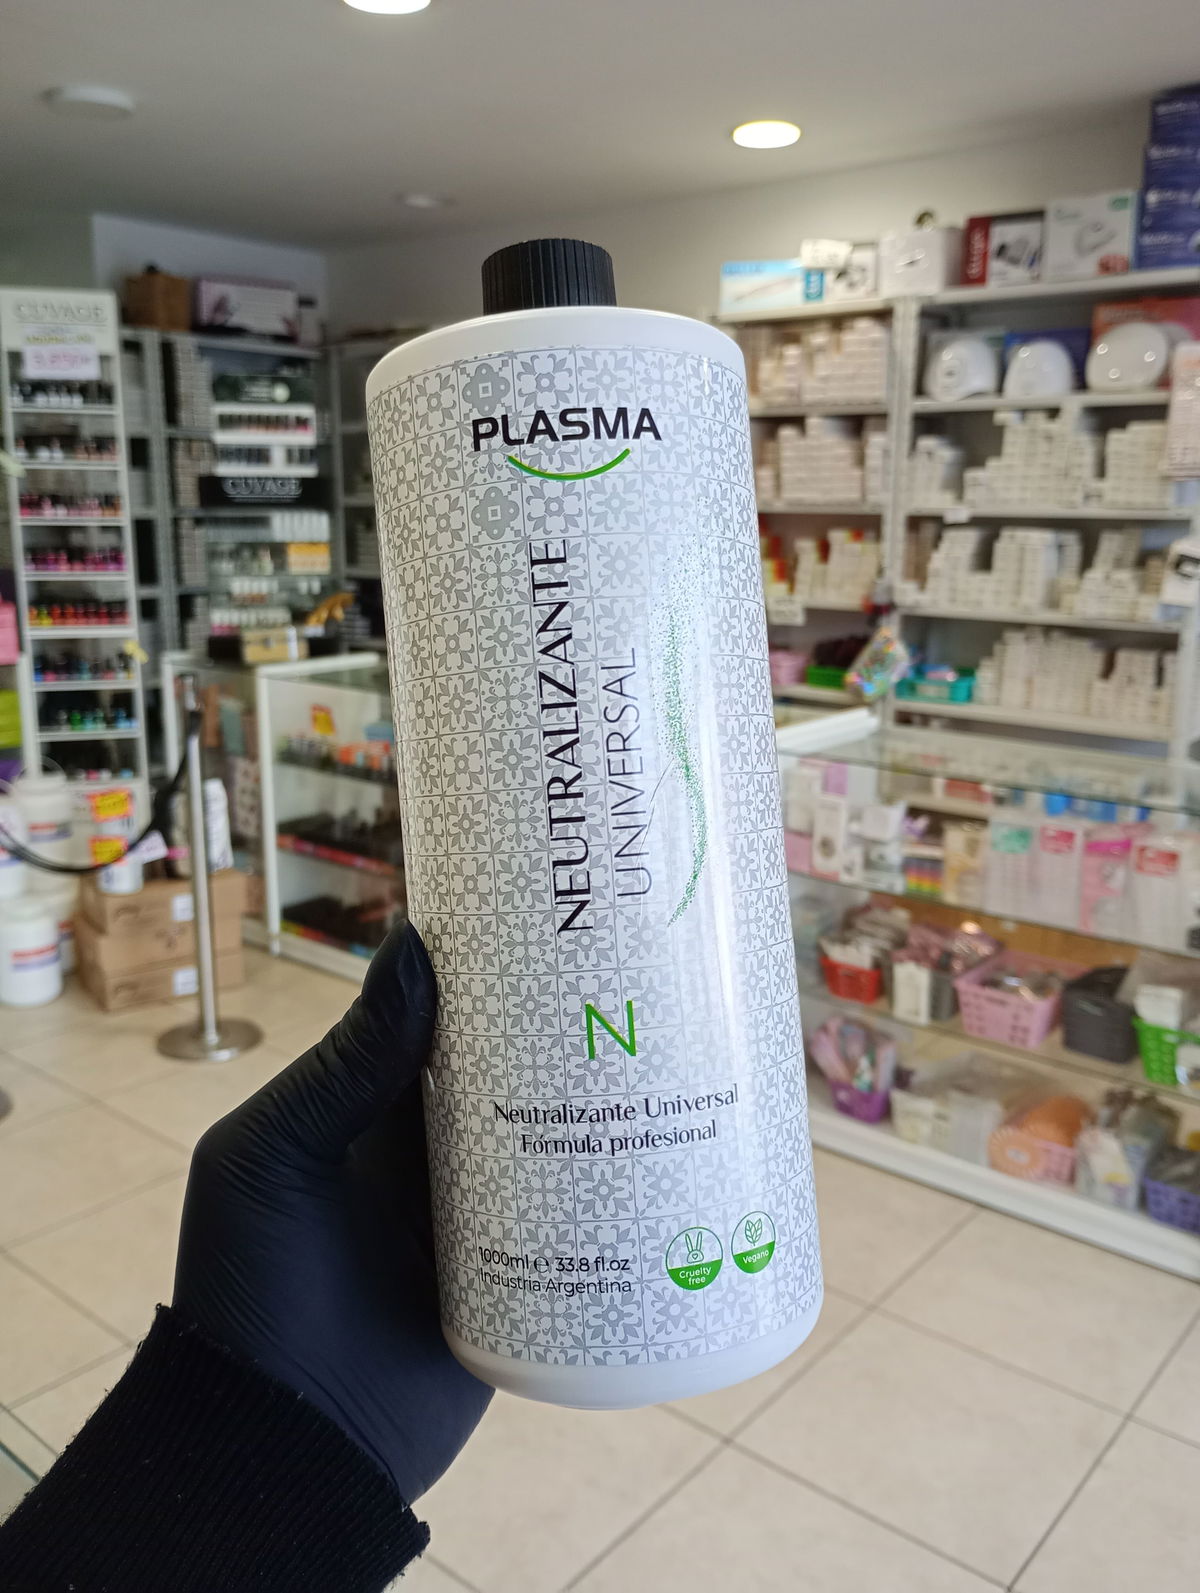 CUVAGE
CUVAGE
PLASMA
NEUTRALIZANTE
UNIVERSAL
N
Neutralizante Universal
Fórmula profesional
1000ml ℮ 33.8 fl.oz
Industria Argentina
Cruelty
free
Vegano